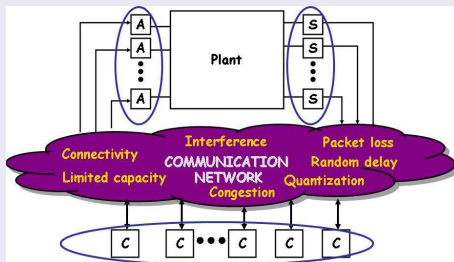 A
S
A
Plant
S
A
S
Interference
Packet loss
Connectivity
COMMUNICATION
Random delay
Limited capacity
NETWORK
Quantization
Congestion
C
C
C
C
C